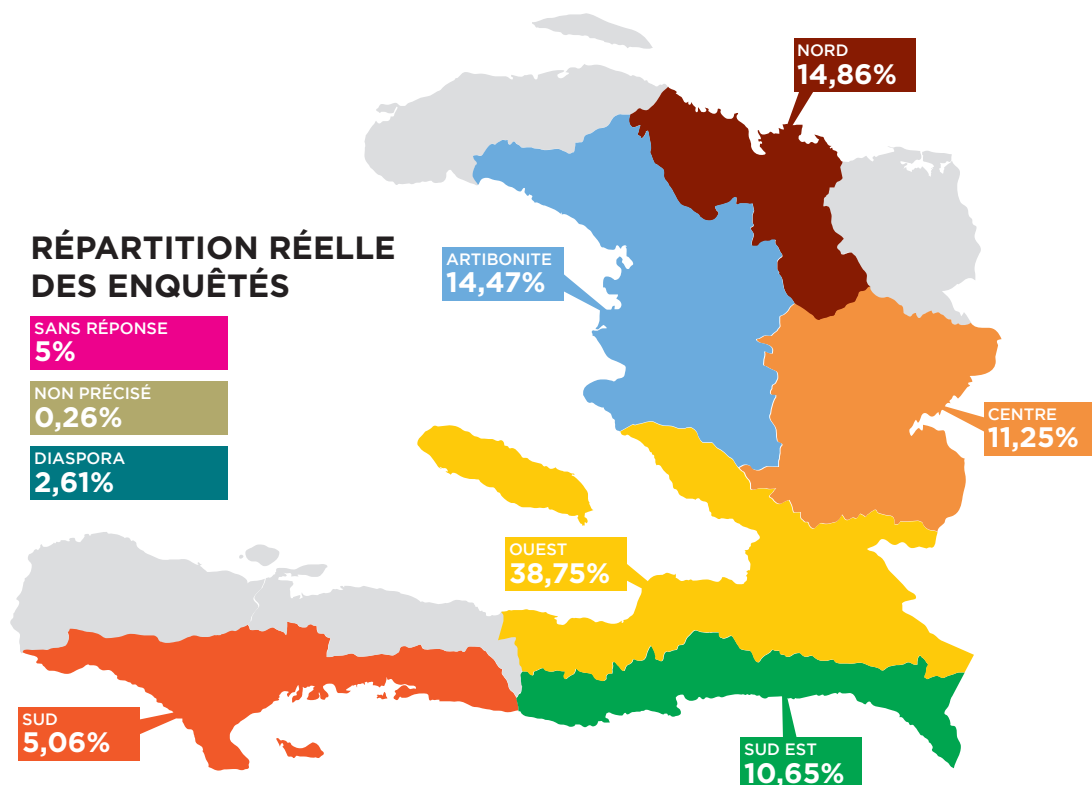 NORD
14,86%
RÉPARTITION RÉELLE
DES ENQUÊTÉS
ARTIBONITE
14,47%
SANS RÉPONSE
5%
NON PRÉCISÉ
0,26%
DIASPORA
2,61%
CENTRE
11,25%
OUEST
38,75%
SUD
5,06%
SUD EST
10,65%